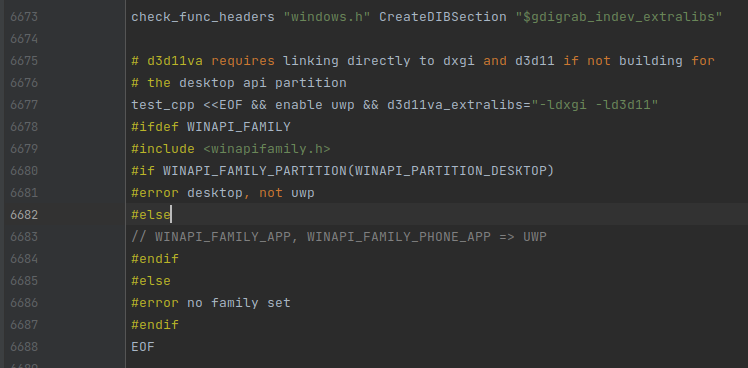 6673 check_func_headers "windows.h" CreateDIBSection "$gdigrab_indev_extralibs"
6674
6675 # d3d11va requires linking directly to dxgi and d3d11 if not building for
6676 # the desktop api partition
6677 test_cpp <<EOF && enable uwp && d3d11va_extralibs="-ldxgi -ld3d11"
6678 #ifdef WINAPI_FAMILY
6679 #include <winapifamily.h>
6680 #if WINAPI_FAMILY_PARTITION(WINAPI_PARTITION_DESKTOP)
6681 #error desktop, not uwp
6682 #else
6683 // WINAPI_FAMILY_APP, WINAPI_FAMILY_PHONE_APP => UWP
6684 #endif
6685 #else
6686 #error no family set
6687 #endif
6688 EOF